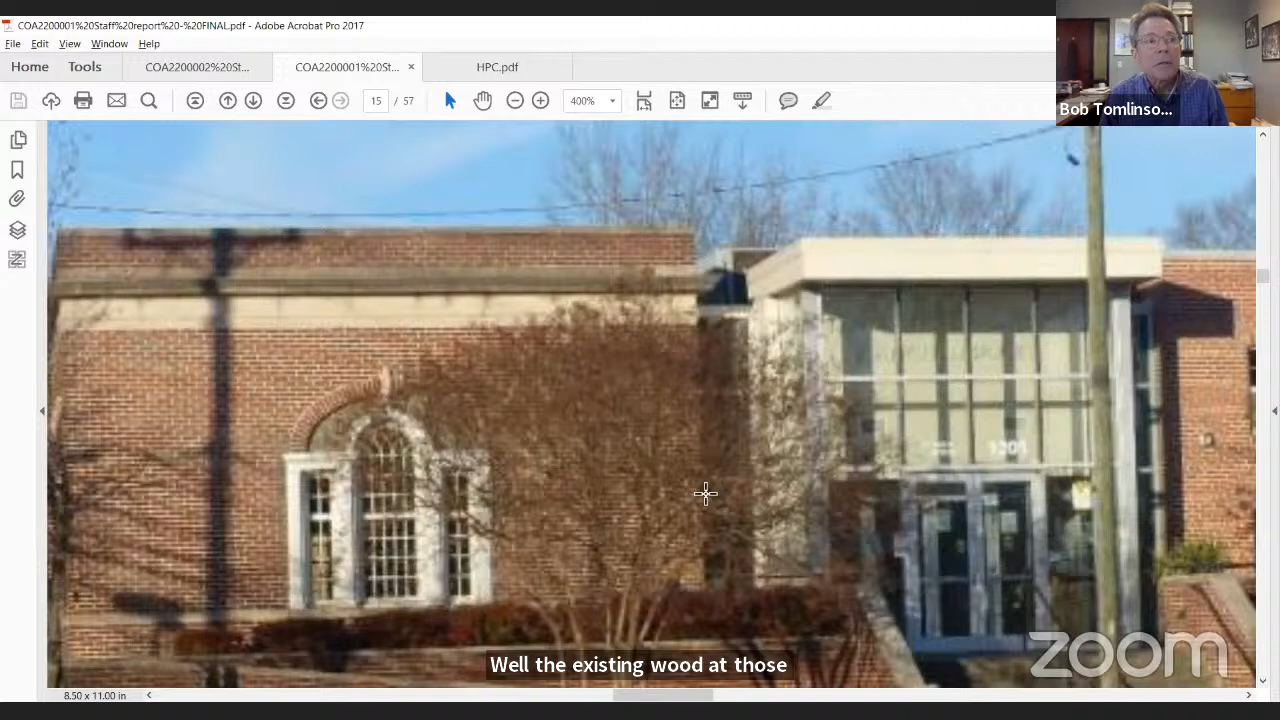 COA2200001%20Staff%20report%20-%20FINAL.pdf - Adobe Acrobat Pro 2017
File Edit View Window Help
Home Tools COA2200002%20St... COA2200001%20St... × HPC.pdf
57 400%
Bob Tomlinso...
1201
Well the existing wood at those
zoom
8.50 x 11.00 in